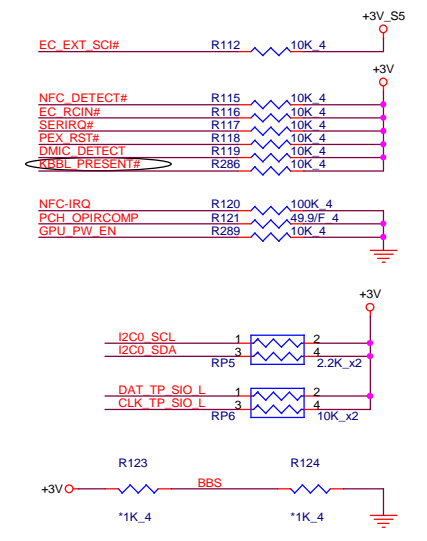 +3V_S5
EC_EXT_SCI# R112 10K_4
+3V
NFC_DETECT# R115 10K_4
EC_RCIN# R116 10K_4
SERIRQ# R117 10K_4
PEX_RST# R118 10K_4
DMIC_DETECT R119 10K_4
KBBL_PRESENT# R286 10K_4
NFC-IRQ R120 100K_4
PCH_OPIRCOMP R121 49.9/F_4
GPU_PW_EN R289 10K_4
+3V
I2C0_SCL 1 2
I2C0_SDA 3 4
RP5 2.2K_x2
DAT_TP_SIO_L 1 2
CLK_TP_SIO_L 3 4
RP6 10K_x2
R123 R124
+3V BBS
*1K_4 *1K_4